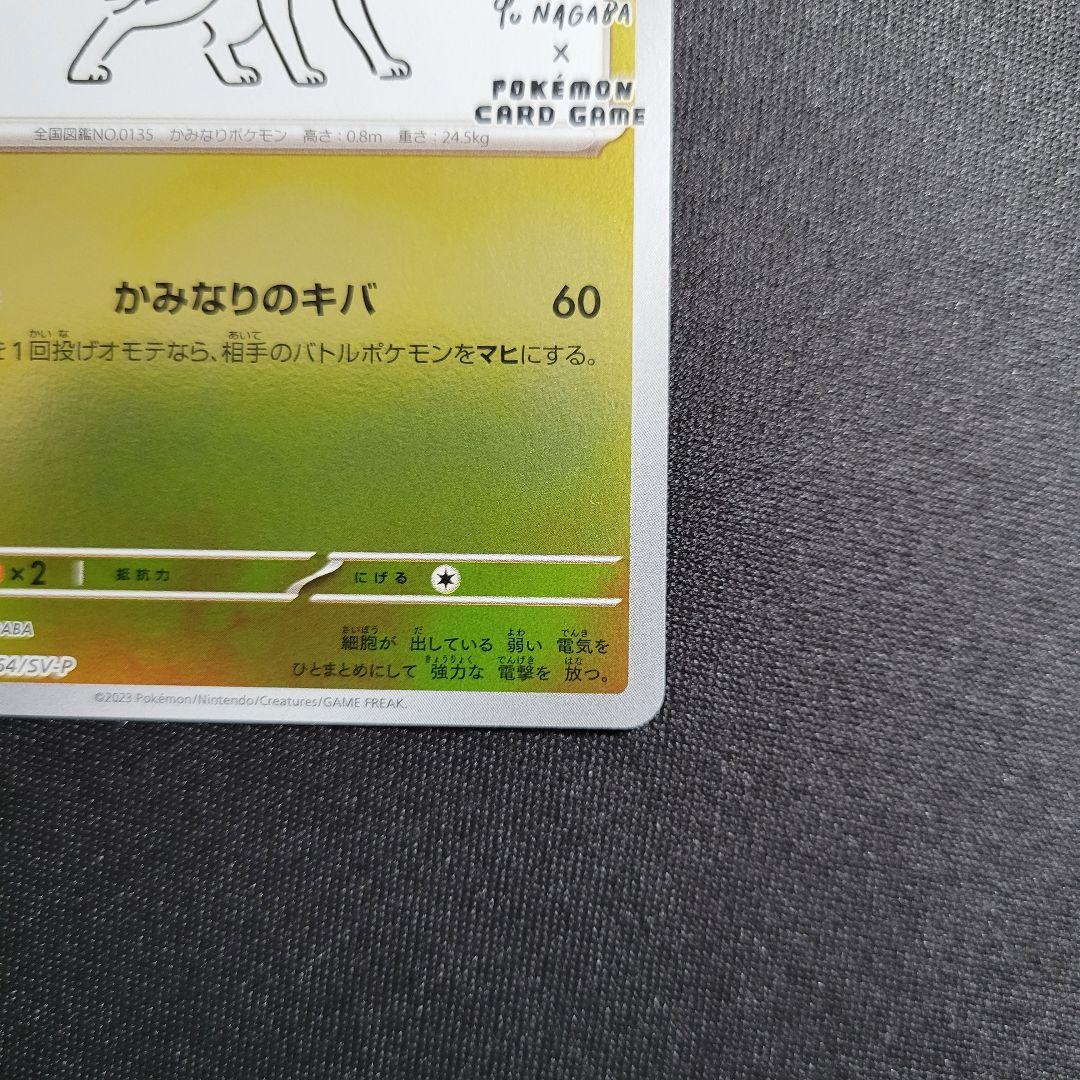 Yu NAGABA
×
POKÉMON
CARD GAME
全国図鑑NO.0135 かみなりポケモン 高さ：0.8m 重さ：24.5kg
かみなりのキバ 60
を1回投げオモテなら、相手のバトルポケモンをマヒにする。
×2 抵抗力 にげる
細胞が 出している 弱い 電気を
ひとまとめにして 強力な 電撃を 放つ。
ABA
64/SV-P
©2023 Pokémon/Nintendo/Creatures/GAME FREAK.